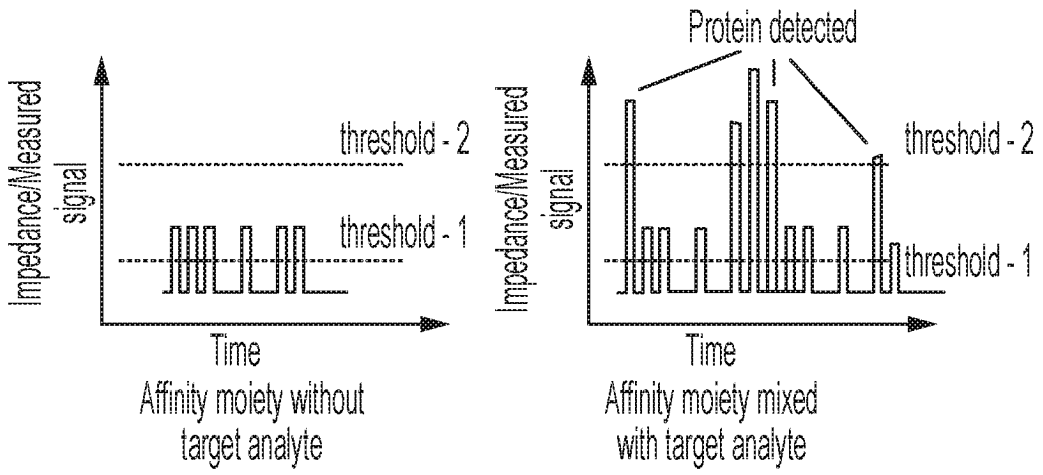 Protein detected
Impedance/Measured
signal
threshold - 2
threshold - 1
Time
Affinity moiety without
target analyte
Impedance/Measured
signal
threshold - 2
threshold - 1
Time
Affinity moiety mixed
with target analyte